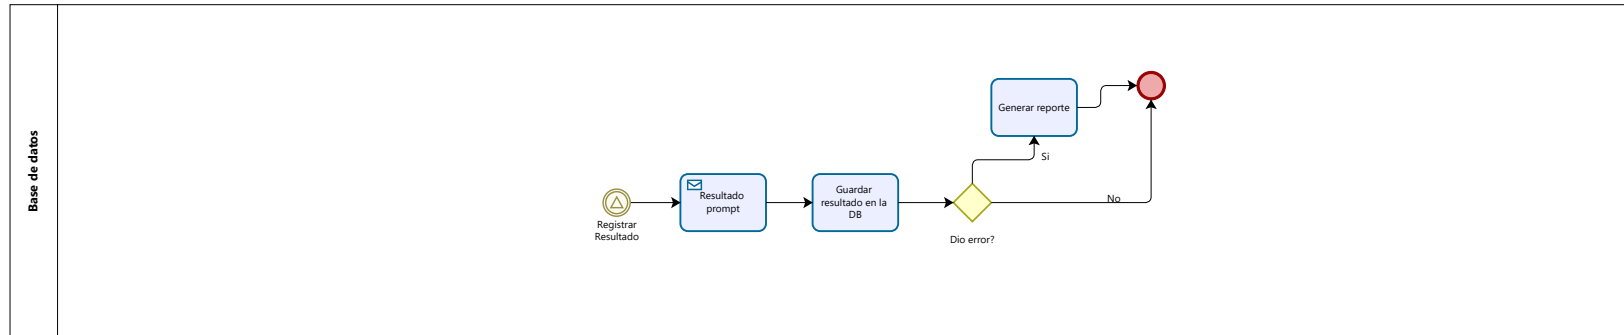 Base de datos
Registrar
Resultado
Resultado
prompt
Guardar
resultado en la
DB
Dio error?
Si
Generar reporte
No